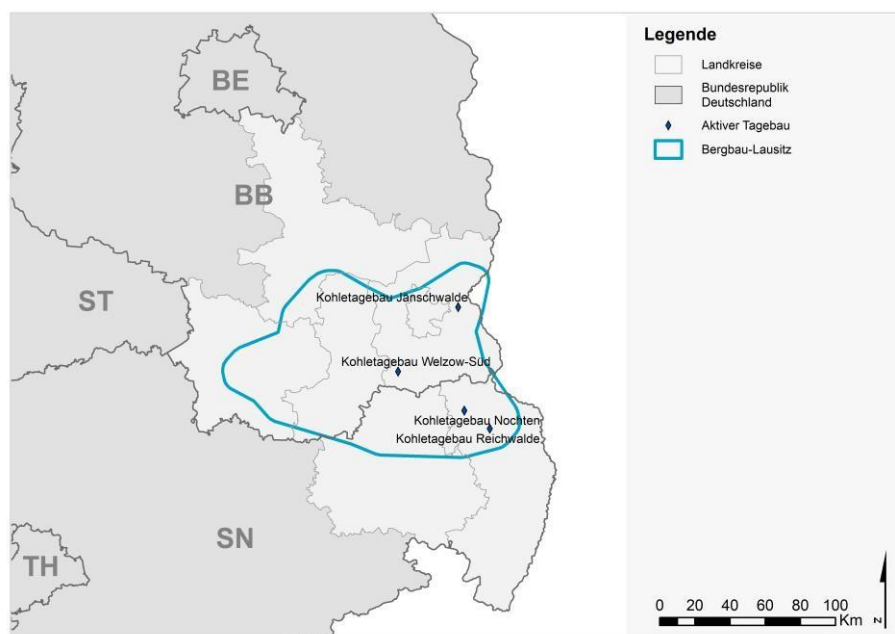 BE
BB
ST
SN
TH
Kohletagebau Jänschwalde
Kohletagebau Welzow-Süd
Kohletagebau Nochten
Kohletagebau Reichwalde
Legende
Landkreise
Bundesrepublik
Deutschland
Aktiver Tagebau
Bergbau-Lausitz
0 20 40 60 80 100
Km
N